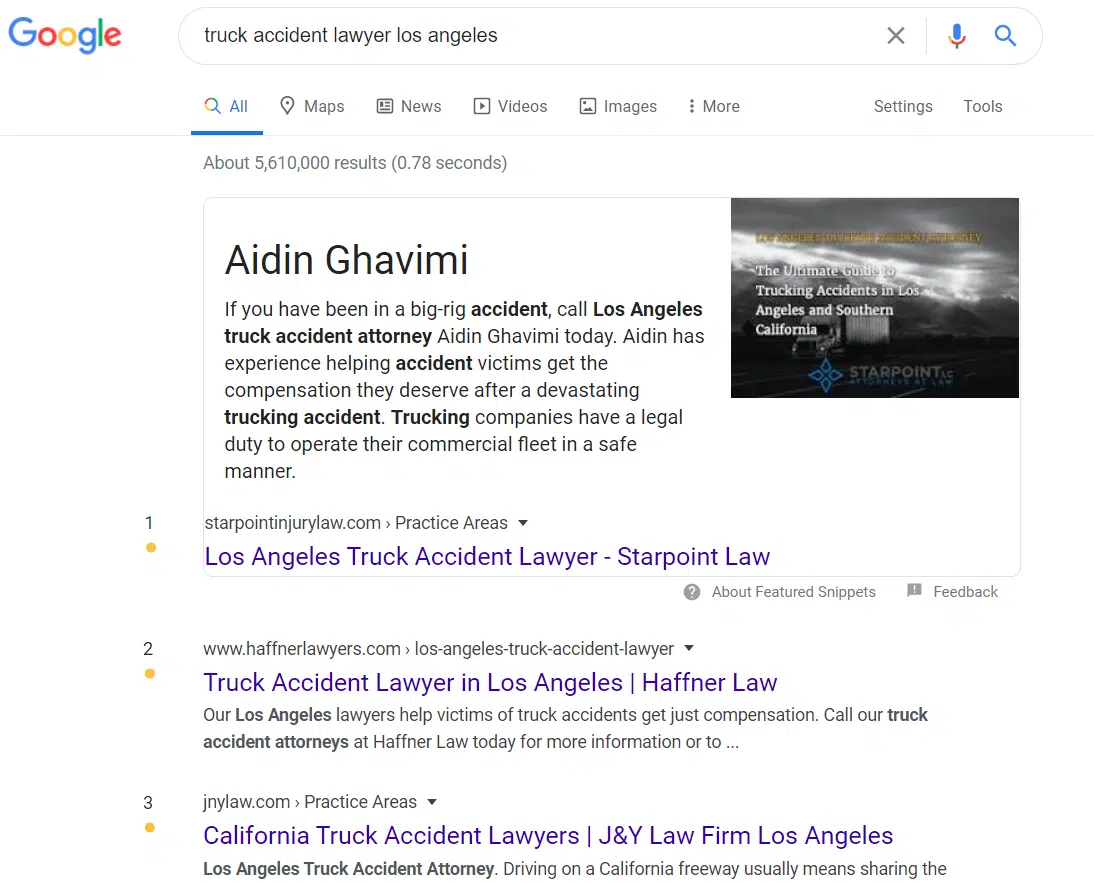 Google
truck accident lawyer los angeles
All Maps News Videos Images More Settings Tools
About 5,610,000 results (0.78 seconds)
Aidin Ghavimi
If you have been in a big-rig accident, call Los Angeles
truck accident attorney Aidin Ghavimi today. Aidin has
experience helping accident victims get the
compensation they deserve after a devastating
trucking accident. Trucking companies have a legal
duty to operate their commercial fleet in a safe
manner.
LOS ANGELES TRUCKING ACCIDENT ATTORNEY
The Ultimate Guide to
Trucking Accidents in Los
Angeles and Southern
California
STARPOINT LC
ATTORNEYS AT LAW
1 starpointinjurylaw.com › Practice Areas
Los Angeles Truck Accident Lawyer - Starpoint Law
About Featured Snippets Feedback
2 www.haffnerlawyers.com › los-angeles-truck-accident-lawyer
Truck Accident Lawyer in Los Angeles | Haffner Law
Our Los Angeles lawyers help victims of truck accidents get just compensation. Call our truck
accident attorneys at Haffner Law today for more information or to ...
3 jnylaw.com › Practice Areas
California Truck Accident Lawyers | J&Y Law Firm Los Angeles
Los Angeles Truck Accident Attorney. Driving on a California freeway usually means sharing the